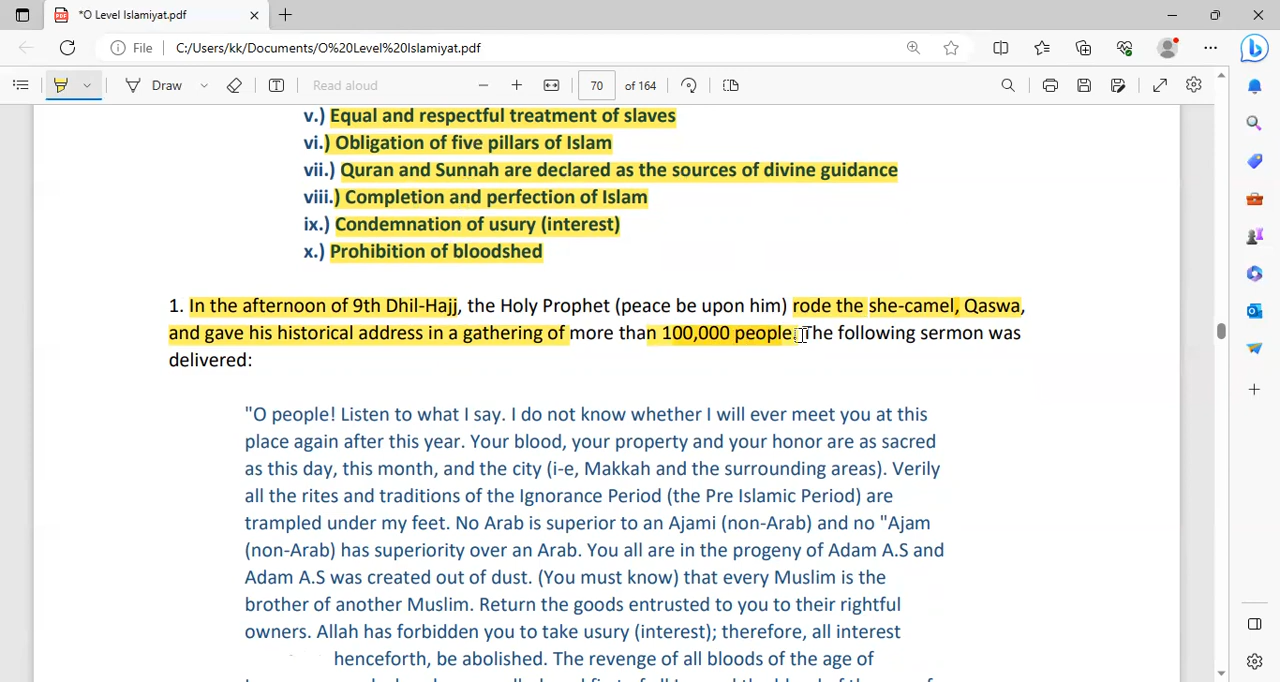 *O Level Islamiyat.pdf
File C:/Users/kk/Documents/O%20Level%20Islamiyat.pdf
Draw Read aloud 70 of 164
v.) Equal and respectful treatment of slaves
vi.) Obligation of five pillars of Islam
vii.) Quran and Sunnah are declared as the sources of divine guidance
viii.) Completion and perfection of Islam
ix.) Condemnation of usury (interest)
x.) Prohibition of bloodshed
1. In the afternoon of 9th Dhil-Hajj, the Holy Prophet (peace be upon him) rode the she-camel, Qaswa,
and gave his historical address in a gathering of more than 100,000 people. The following sermon was
delivered:
"O people! Listen to what I say. I do not know whether I will ever meet you at this
place again after this year. Your blood, your property and your honor are as sacred
as this day, this month, and the city (i-e, Makkah and the surrounding areas). Verily
all the rites and traditions of the Ignorance Period (the Pre Islamic Period) are
trampled under my feet. No Arab is superior to an Ajami (non-Arab) and no "Ajam
(non-Arab) has superiority over an Arab. You all are in the progeny of Adam A.S and
Adam A.S was created out of dust. (You must know) that every Muslim is the
brother of another Muslim. Return the goods entrusted to you to their rightful
owners. Allah has forbidden you to take usury (interest); therefore, all interest
henceforth, be abolished. The revenge of all bloods of the age of